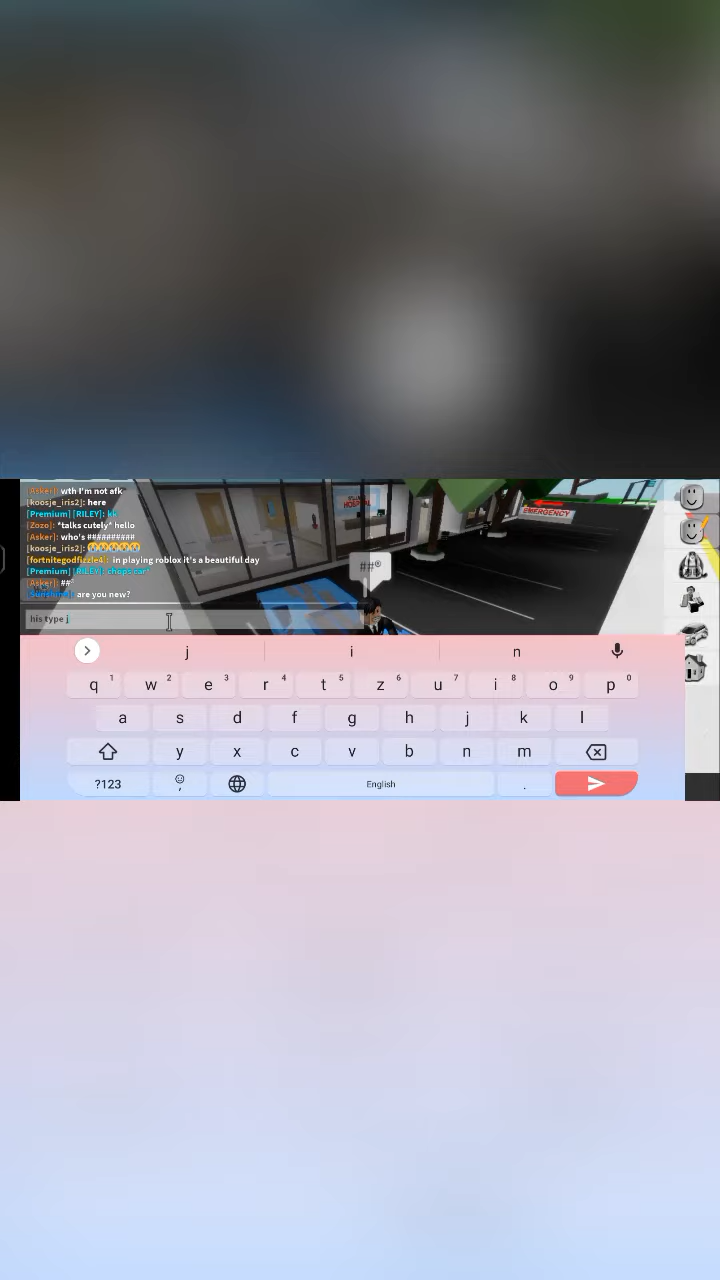 [Asker]: wth I'm not afk
[koosje_iris2]: here
[Premium] [RILEY]: kk
[Zozo]: *talks cutely* hello
[Asker]: who's ##########
[koosje_iris2]: 😭😭😭😭😭
[fortnitegodfizzle4]: in playing roblox it's a beautiful day
[Premium] [RILEY]: chops car*
[Asker]: ##
[Sunshine]: are you new?
his type j
##®
HOSPITAL
EMERGENCY
j i n
q 1 w 2 e 3 r 4 t 5 z 6 u 7 i 8 o 9 p 0
a s d f g h j k l
y x c v b n m
?123 , English .